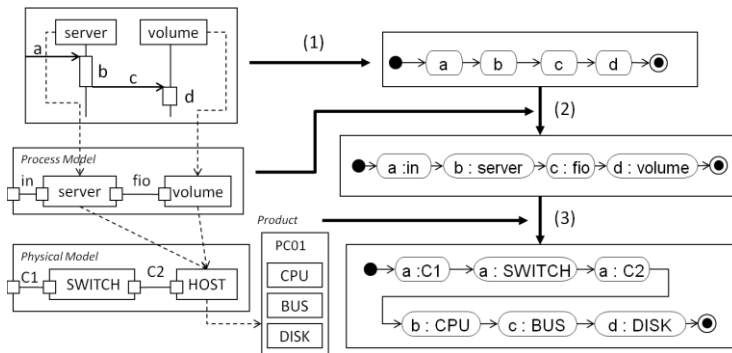 server
volume
a
b
c
d
(1)
a
b
c
d
(2)
Process Model
in
server
fio
volume
a :in
b : server
c : fio
d : volume
(3)
Product
Physical Model
C1
SWITCH
C2
HOST
PC01
CPU
BUS
DISK
a :C1
a : SWITCH
a : C2
b : CPU
c : BUS
d : DISK